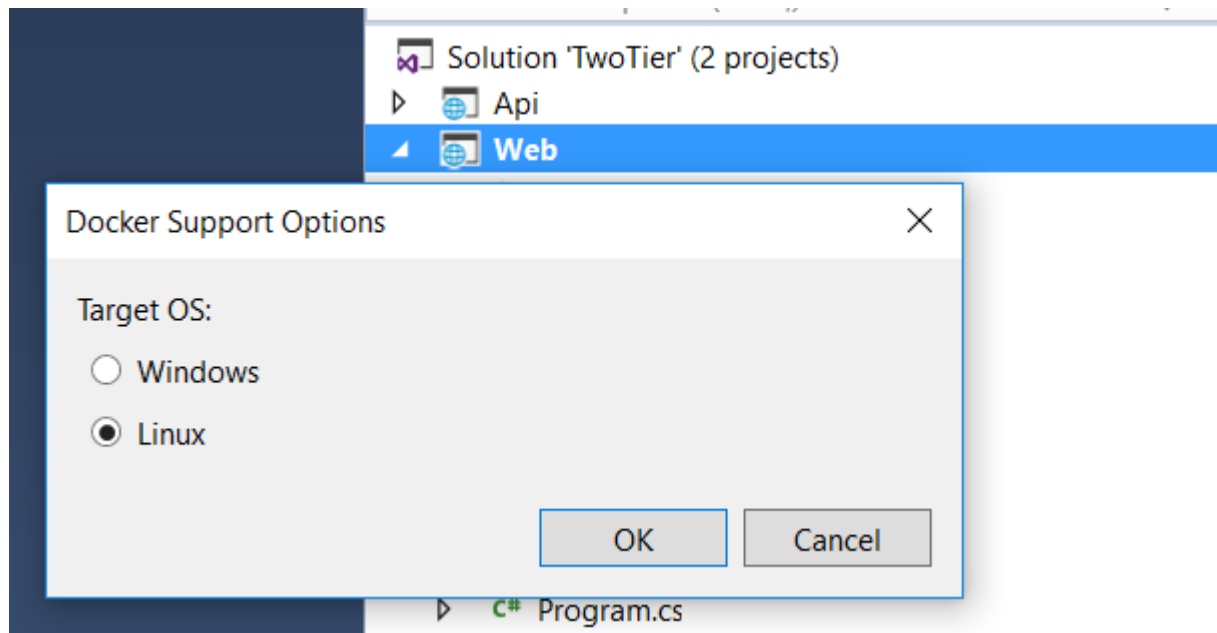 Solution 'TwoTier' (2 projects)
Api
Web
Docker Support Options
Target OS:
Windows
Linux
OK Cancel
C# Program.cs